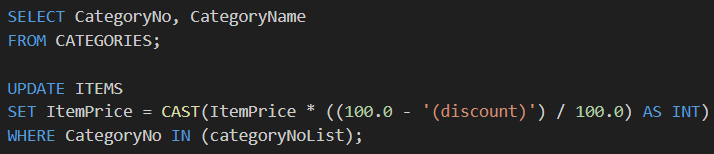 SELECT CategoryNo, CategoryName
FROM CATEGORIES;
UPDATE ITEMS
SET ItemPrice = CAST(ItemPrice * ((100.0 - '(discount)') / 100.0) AS INT)
WHERE CategoryNo IN (categoryNoList);